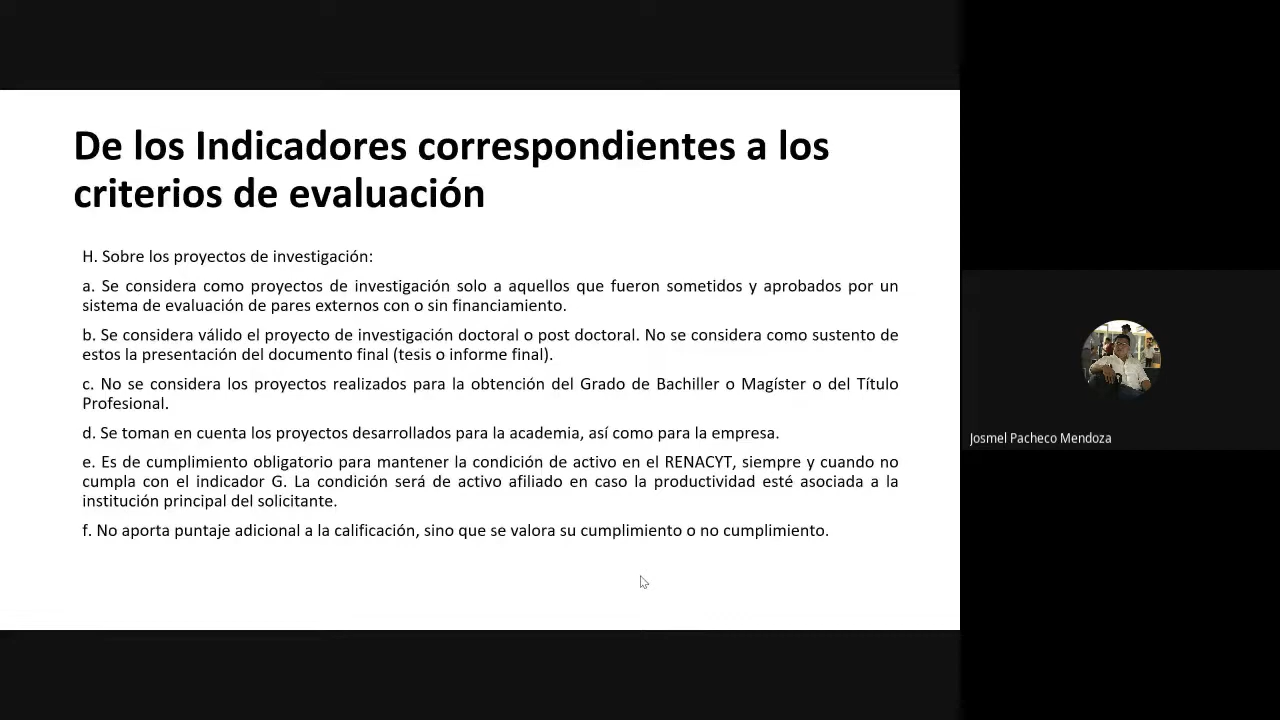 De los Indicadores correspondientes a los
criterios de evaluación
H. Sobre los proyectos de investigación:
a. Se considera como proyectos de investigación solo a aquellos que fueron sometidos y aprobados por un
sistema de evaluación de pares externos con o sin financiamiento.
b. Se considera válido el proyecto de investigación doctoral o post doctoral. No se considera como sustento de
estos la presentación del documento final (tesis o informe final).
c. No se considera los proyectos realizados para la obtención del Grado de Bachiller o Magíster o del Título
Profesional.
d. Se toman en cuenta los proyectos desarrollados para la academia, así como para la empresa.
e. Es de cumplimiento obligatorio para mantener la condición de activo en el RENACYT, siempre y cuando no
cumpla con el indicador G. La condición será de activo afiliado en caso la productividad esté asociada a la
institución principal del solicitante.
f. No aporta puntaje adicional a la calificación, sino que se valora su cumplimiento o no cumplimiento.
Josmel Pacheco Mendoza